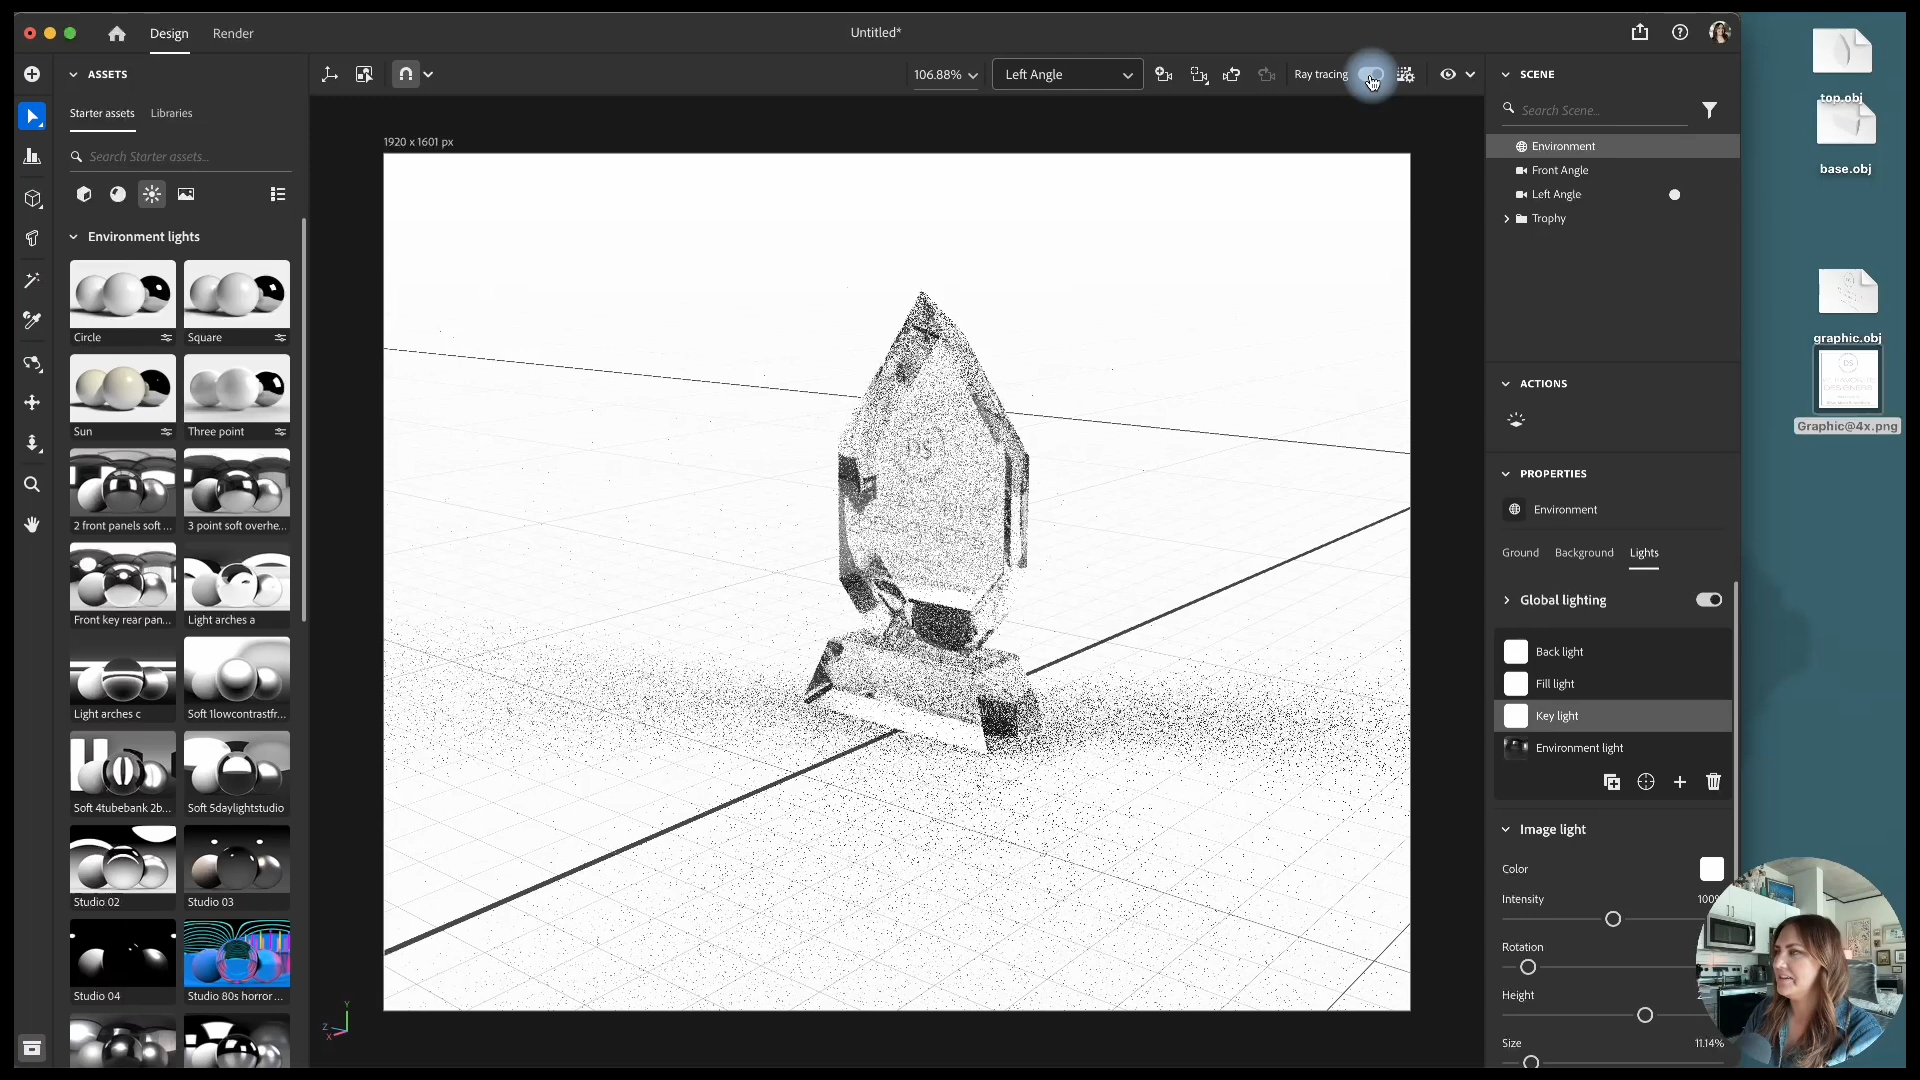 Untitled*
Design
Render
ASSETS
106.88%
Left Angle
Ray tracing
SCENE
Starter assets
Libraries
Search Scene...
top.obj
1920 x 1601 px
Search Starter assets...
Environment
Front Angle
base.obj
Left Angle
Trophy
Environment lights
Circle
Square
graphic.obj
Sun
Three point
ACTIONS
DS
DESIGNERS
Graphic@4x.png
DS
2 front panels soft ...
3 point soft overhe...
PROPERTIES
Environment
Ground
Background
Lights
Front key rear pan...
Light arches a
Global lighting
Back light
Fill light
Light arches c
Soft 1lowcontrastfr...
Key light
Environment light
Soft 4tubebank 2b...
Soft 5daylightstudio
Image light
Color
Studio 02
Studio 03
Intensity
100%
Rotation
Studio 04
Studio 80s horror ...
Height
Size
11.14%
Y
Z
X